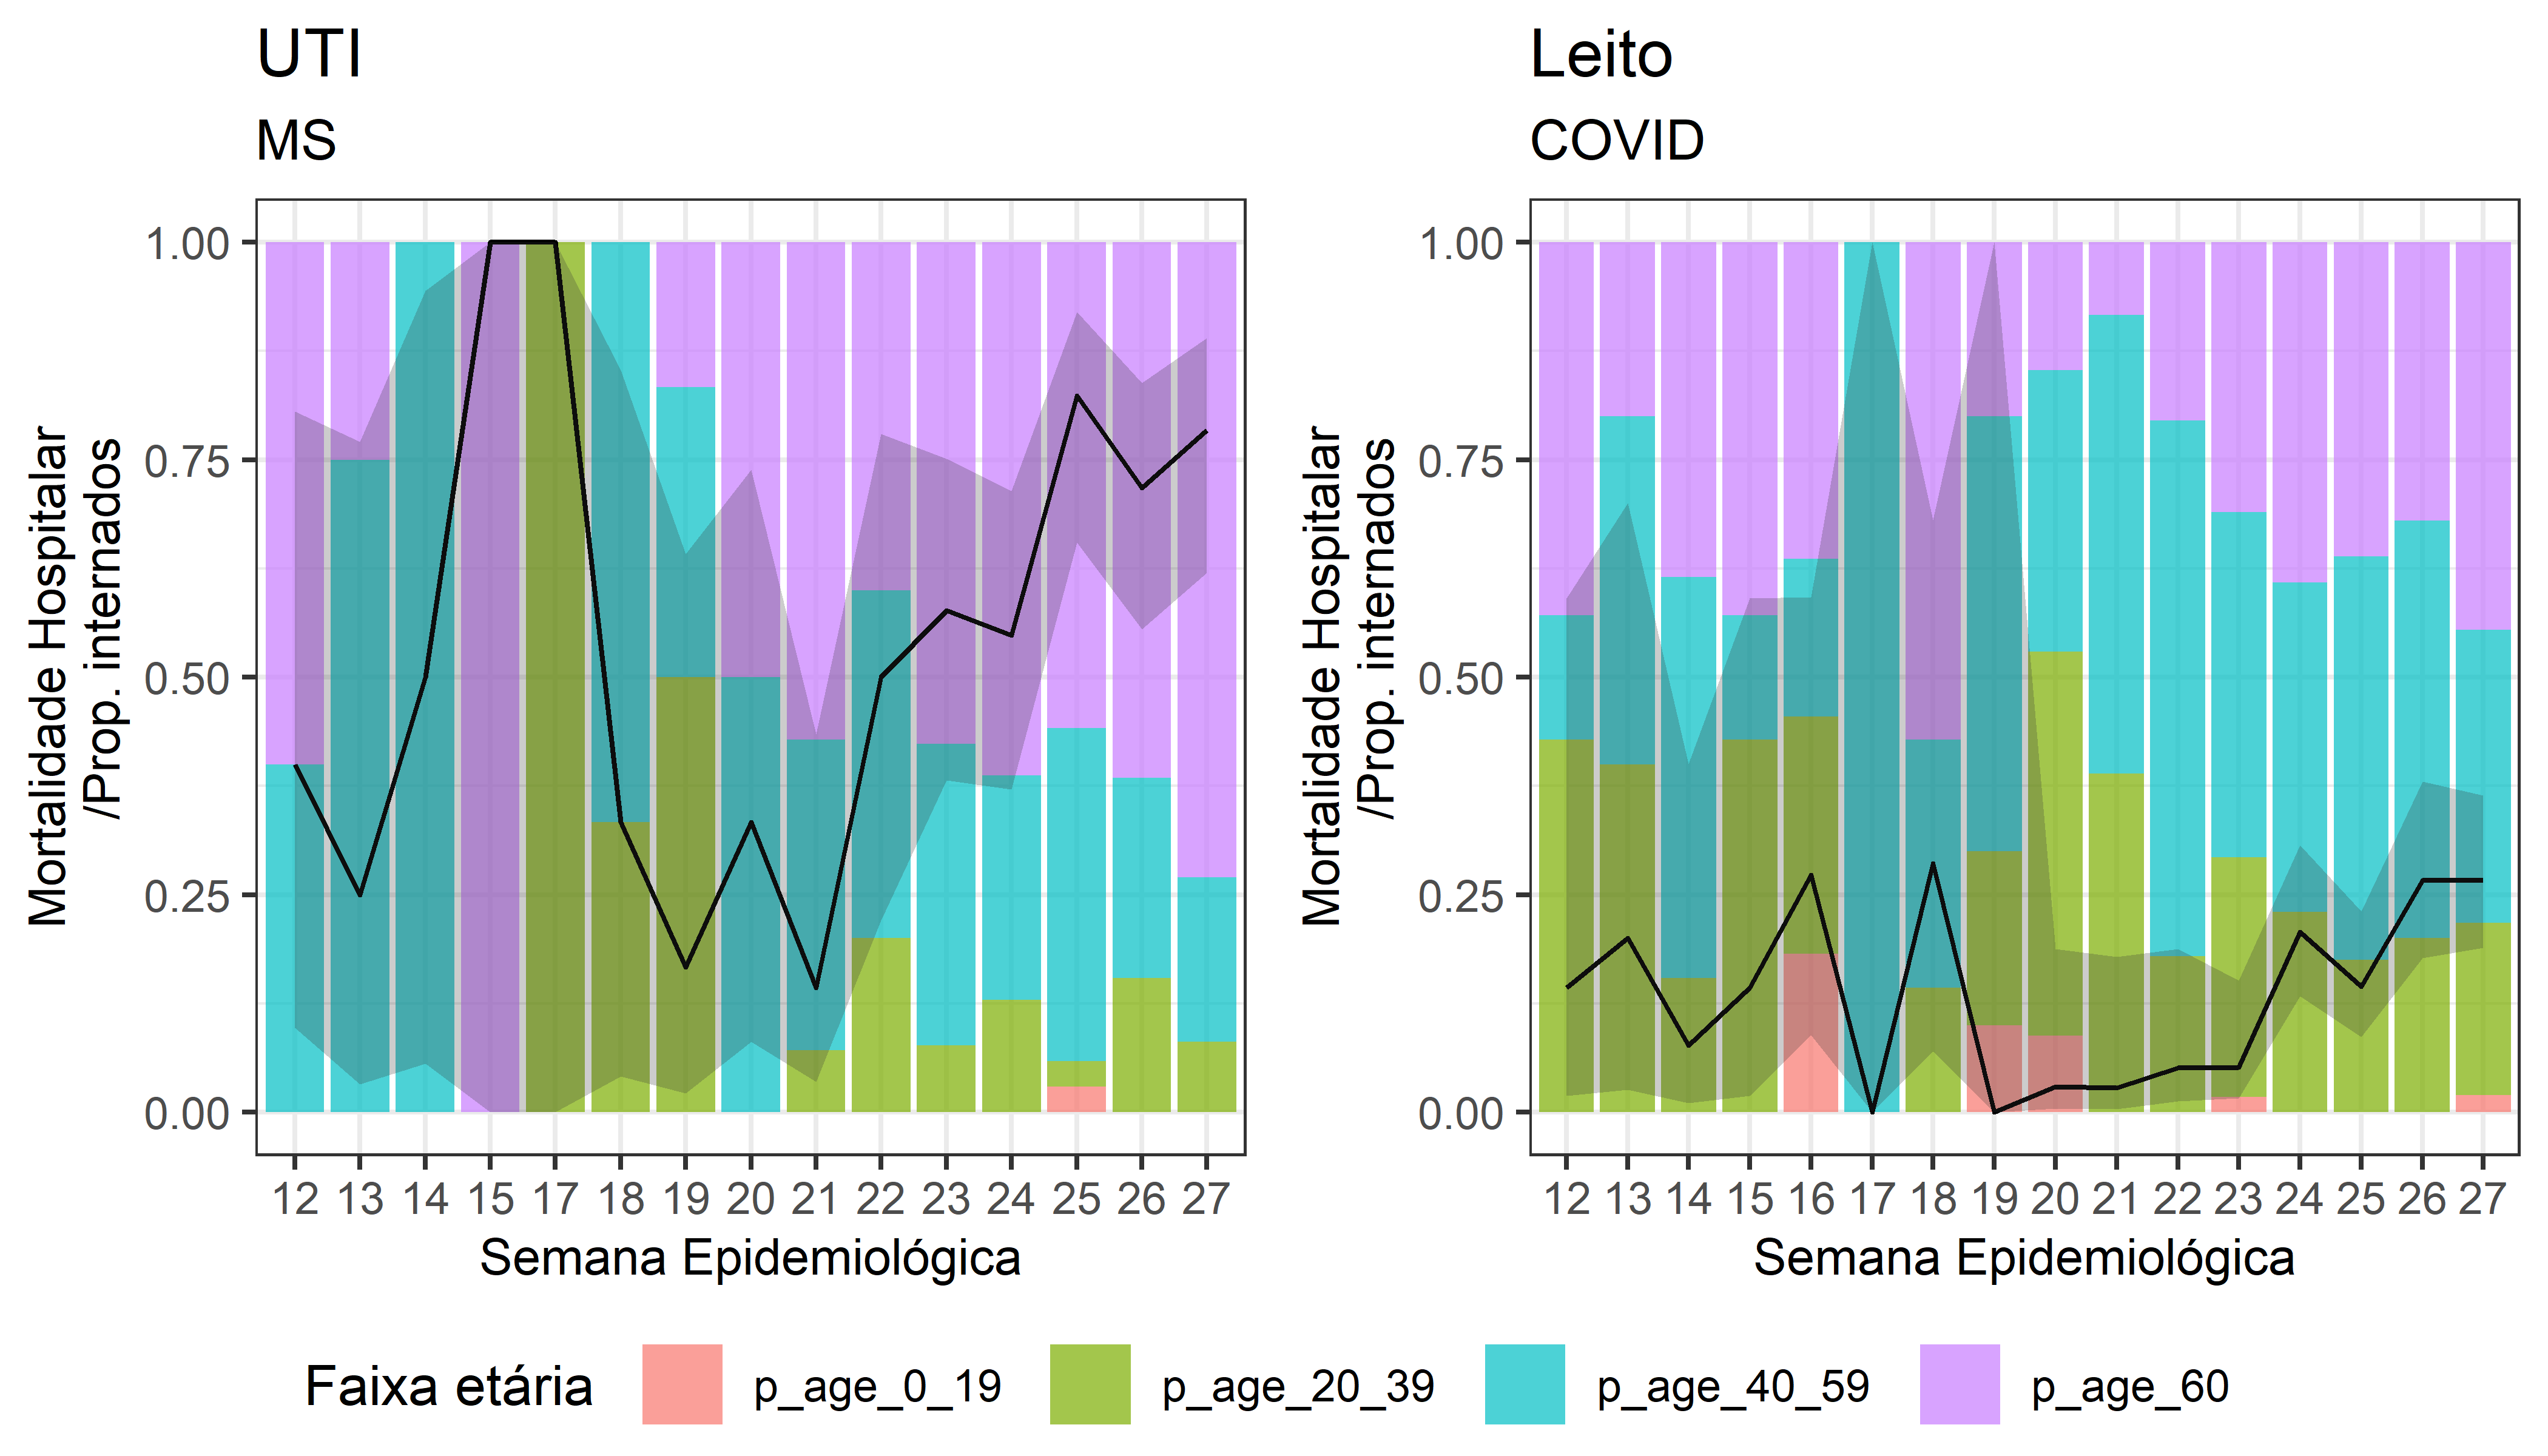 UTI
MS
Mortalidade Hospitalar
/Prop. internados
1.00
0.75
0.50
0.25
0.00
12 13 14 15 17 18 19 20 21 22 23 24 25 26 27
Semana Epidemiológica
Leito
COVID
Mortalidade Hospitalar
/Prop. internados
1.00
0.75
0.50
0.25
0.00
12 13 14 15 16 17 18 19 20 21 22 23 24 25 26 27
Semana Epidemiológica
Faixa etária p_age_0_19 p_age_20_39 p_age_40_59 p_age_60